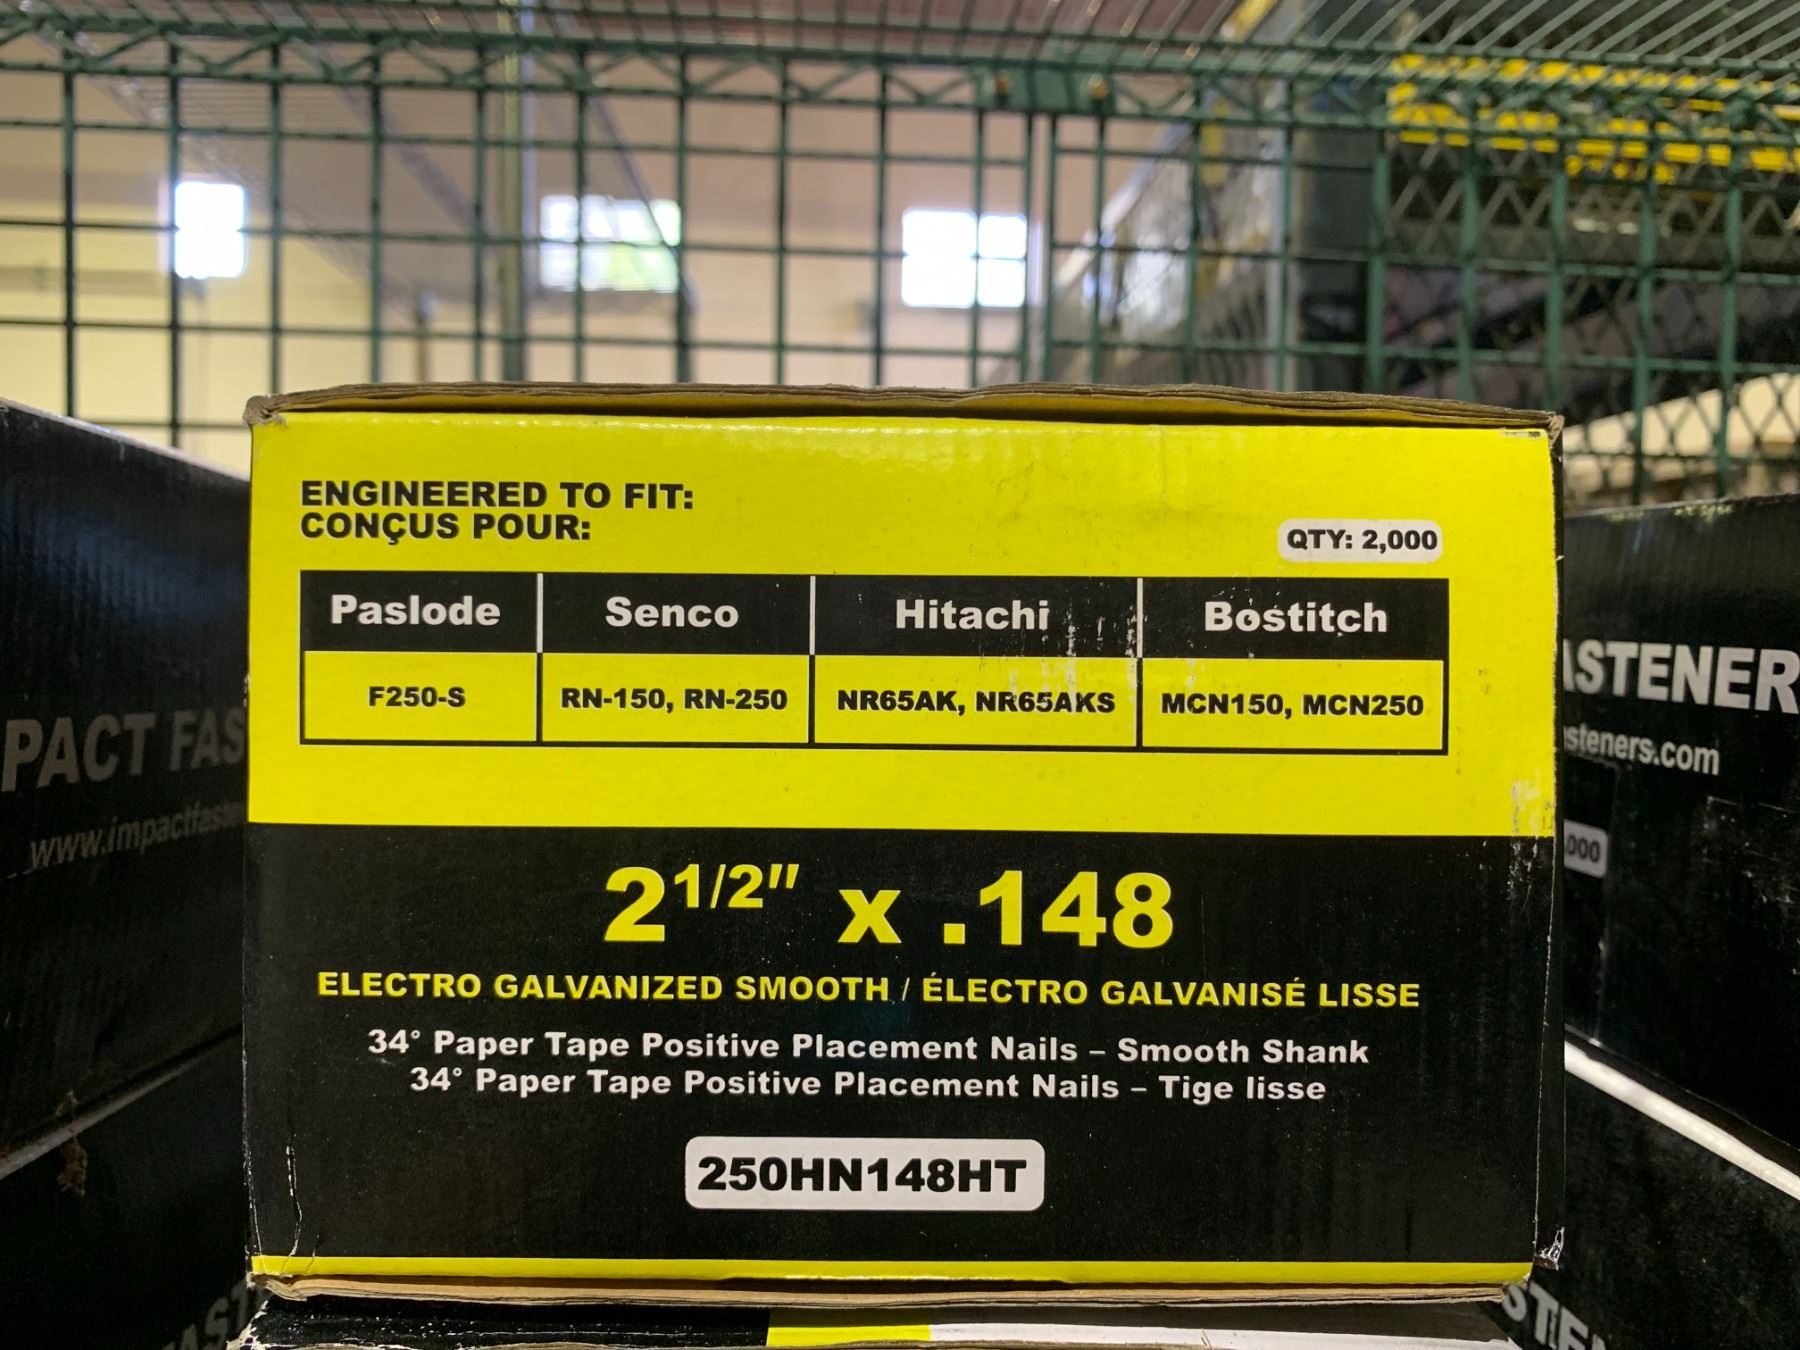 ENGINEERED TO FIT:
CONÇUS POUR:
QTY: 2,000
Paslode Senco Hitachi Bostitch
F250-S RN-150, RN-250 NR65AK, NR65AKS MCN150, MCN250
2 1/2" x .148
ELECTRO GALVANIZED SMOOTH / ÉLECTRO GALVANISÉ LISSE
34° Paper Tape Positive Placement Nails – Smooth Shank
34° Paper Tape Positive Placement Nails – Tige lisse
250HN148HT
PACT FAS
www.impactfas
ASTENER
steners.com
000